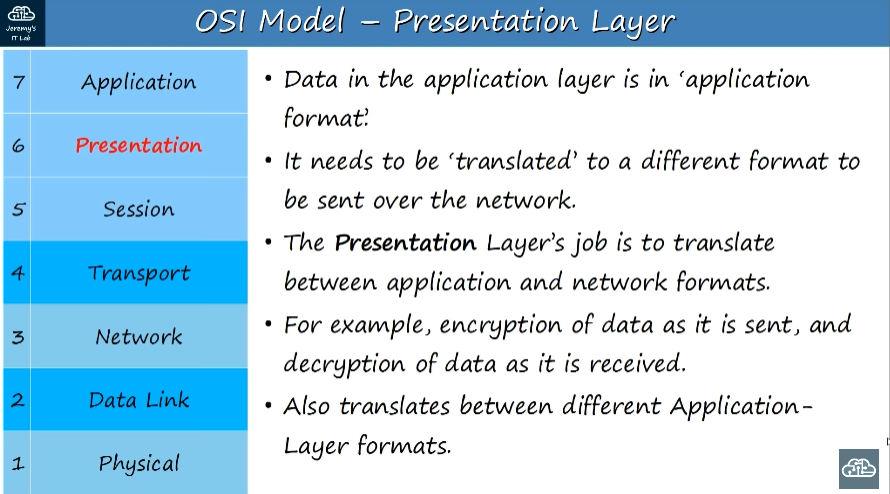 Jeremy's
IT Lab
OSI Model – Presentation Layer
7 Application
6 Presentation
5 Session
4 Transport
3 Network
2 Data Link
1 Physical
• Data in the application layer is in ‘application
format’.
• It needs to be ‘translated’ to a different format to
be sent over the network.
• The Presentation Layer’s job is to translate
between application and network formats.
• For example, encryption of data as it is sent, and
decryption of data as it is received.
• Also translates between different Application-
Layer formats.